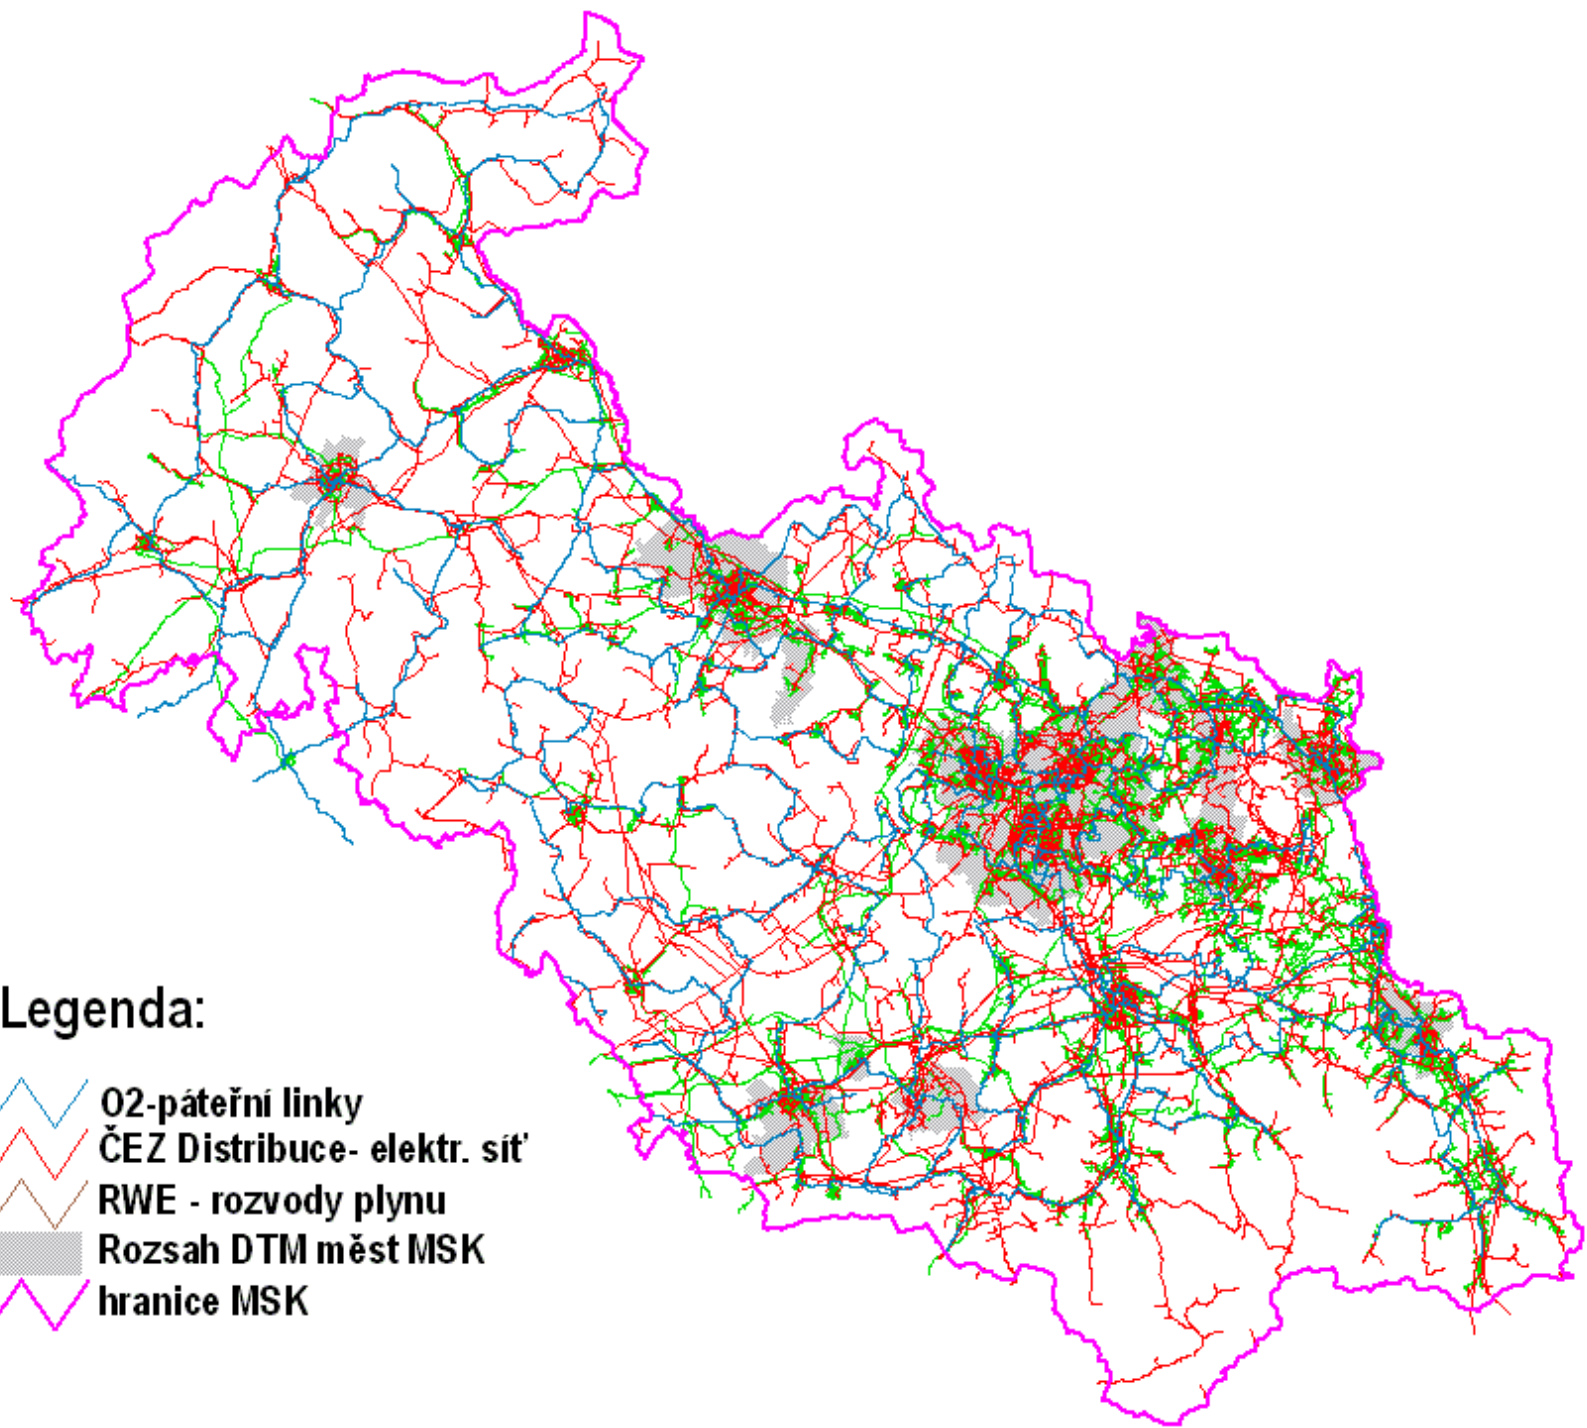 Legenda:
O2-páteřní linky
ČEZ Distribuce- elektr. síť
RWE - rozvody plynu
Rozsah DTM měst MSK
hranice MSK